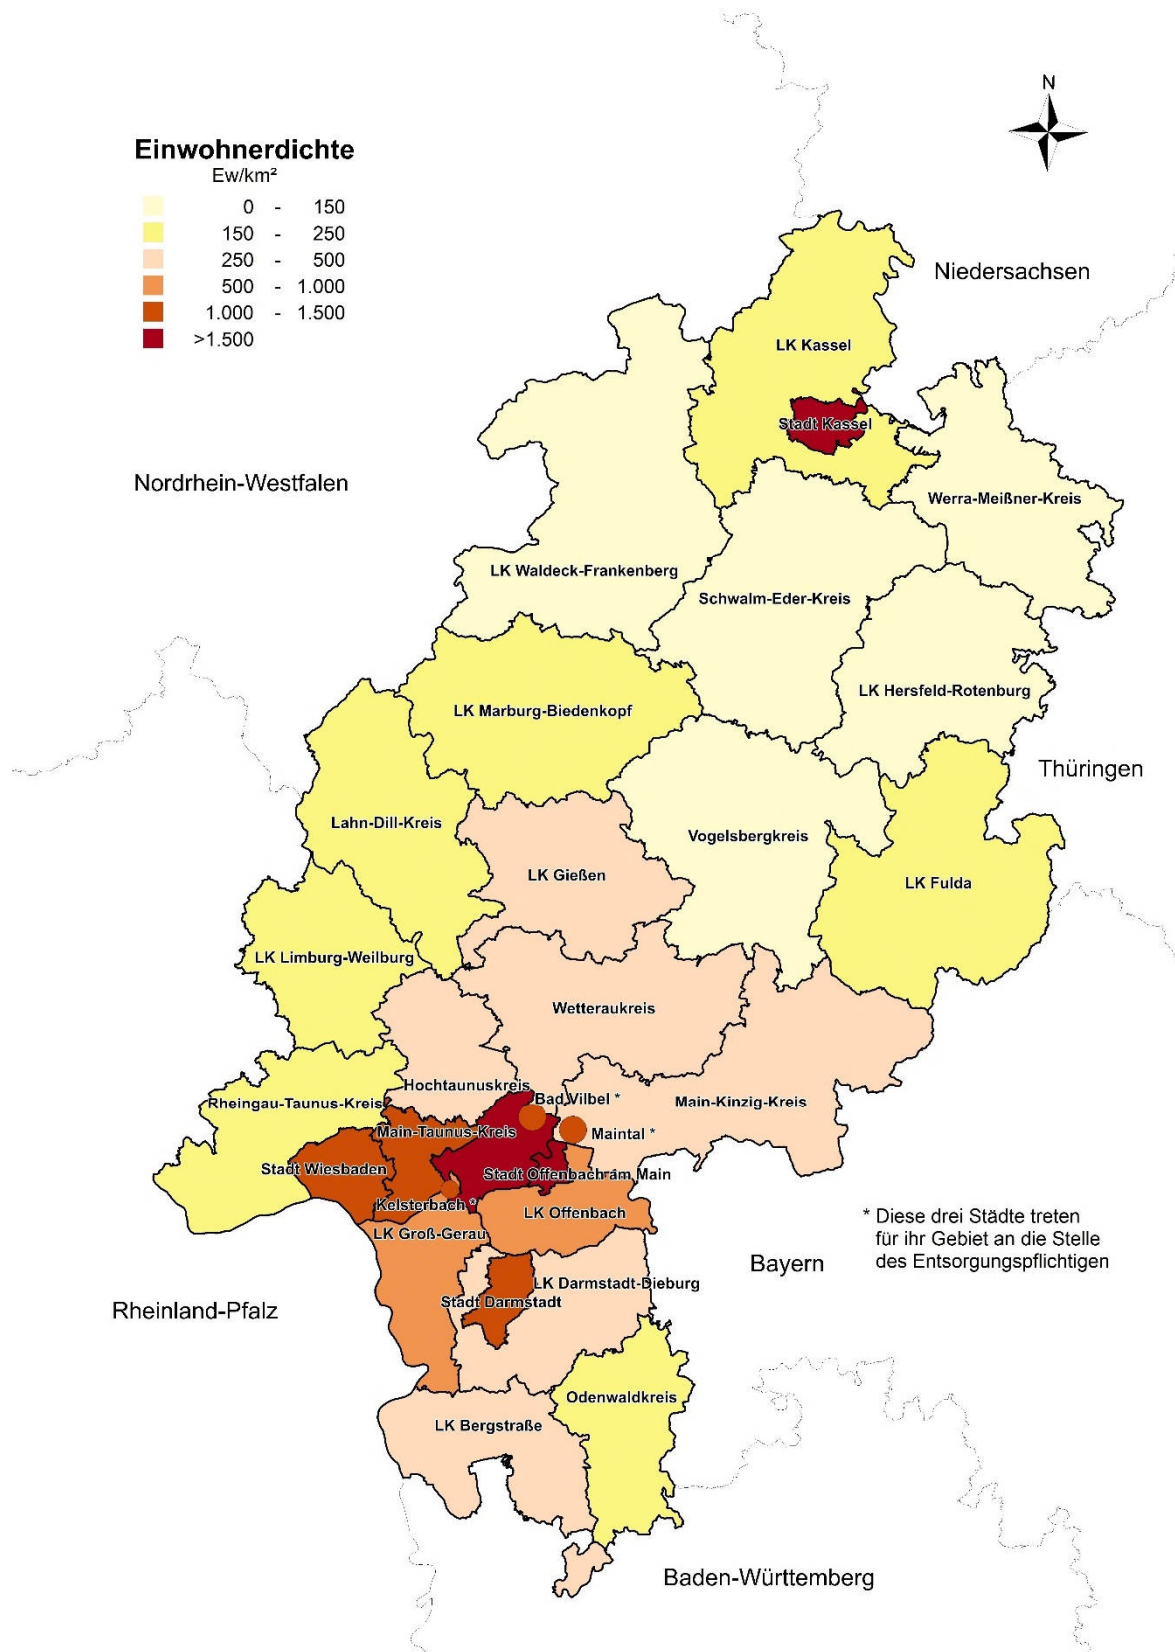 N
Einwohnerdichte
Ew/km²
0 - 150
150 - 250
250 - 500
500 - 1.000
1.000 - 1.500
>1.500
Niedersachsen
LK Kassel
Stadt Kassel
Nordrhein-Westfalen
Werra-Meißner-Kreis
LK Waldeck-Frankenberg
Schwalm-Eder-Kreis
LK Hersfeld-Rotenburg
LK Marburg-Biedenkopf
Thüringen
Lahn-Dill-Kreis
Vogelsbergkreis
LK Gießen
LK Fulda
LK Limburg-Weilburg
Wetteraukreis
Hochtaunuskreis
Bad Vilbel *
Rheingau-Taunus-Kreis
Main-Kinzig-Kreis
Main-Taunus-Kreis
Maintal *
Stadt Wiesbaden
Stadt Offenbach am Main
Kelsterbach *
LK Offenbach
LK Groß-Gerau
* Diese drei Städte treten
für ihr Gebiet an die Stelle
des Entsorgungspflichtigen
Bayern
LK Darmstadt-Dieburg
Stadt Darmstadt
Rheinland-Pfalz
Odenwaldkreis
LK Bergstraße
Baden-Württemberg